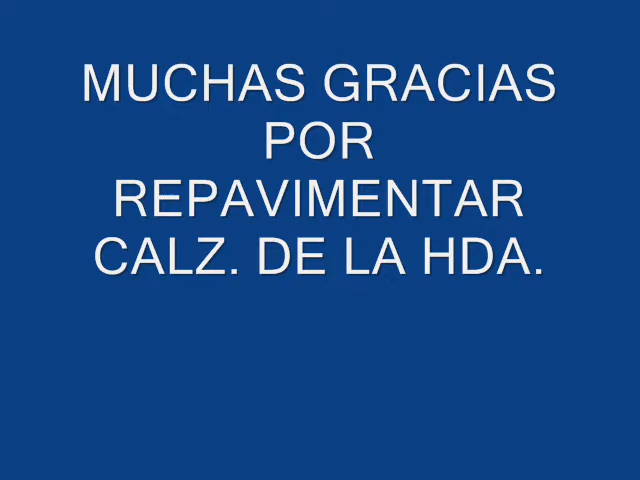 MUCHAS GRACIAS
POR
REPAVIMENTAR
CALZ. DE LA HDA.